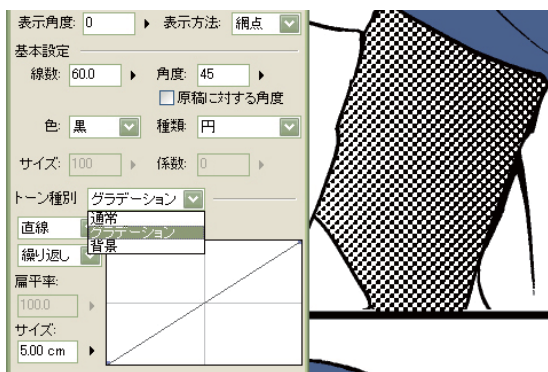 表示角度: 0 表示方法: 網点
基本設定
線数: 60.0 角度: 45
原稿に対する角度
色: 黒 種類: 円
サイズ: 100 係数: 0
トーン種別 グラデーション
直線 通常
グラデーション
繰り返し 背景
扁平率:
100.0
サイズ:
5.00 cm